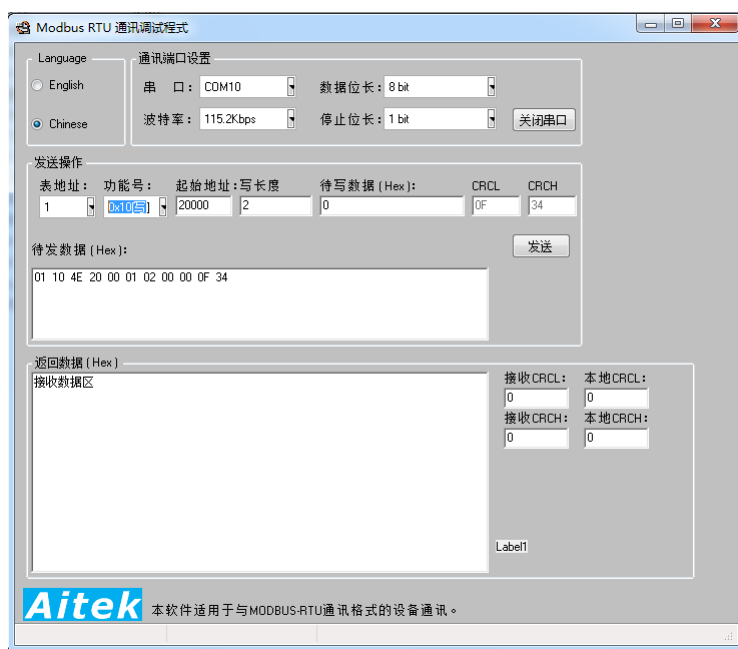 Modbus RTU 通讯调试程式
Language
English
Chinese
通讯端口设置
串 口: COM10 数据位长: 8 bit
波特率: 115.2Kbps 停止位长: 1 bit 关闭串口
发送操作
表地址: 功能号: 起始地址:写长度 待写数据(Hex): CRCL CRCH
1 0x10[写] 20000 2 0 0F 34
待发数据(Hex): 发送
01 10 4E 20 00 01 02 00 00 0F 34
返回数据(Hex)
接收数据区
接收CRCL: 本地CRCL:
0 0
接收CRCH: 本地CRCH:
0 0
Label1
Aitek 本软件适用于与MODBUS-RTU通讯格式的设备通讯。